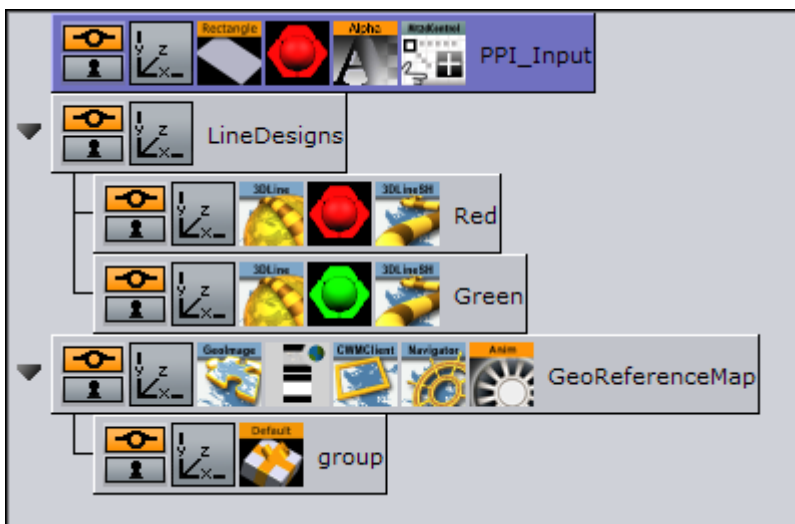 Rectangle Alpha PPI_Input
LineDesigns
3DLine 3DLineSH Red
3DLine 3DLineSH Green
GeoImage CWMClient Navigator Anim GeoReferenceMap
Default group